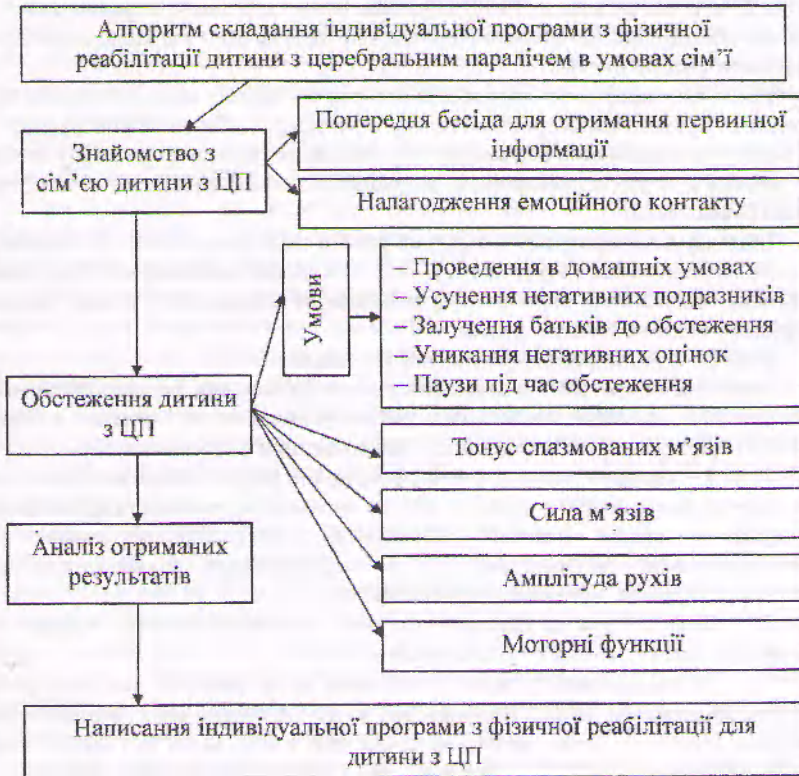 Алгоритм складання індивідуальної програми з фізичної
реабілітації дитини з церебральним паралічем в умовах сім’ї
Знайомство з
сім’єю дитини з ЦП
Попередня бесіда для отримання первинної
інформації
Налагодження емоційного контакту
Умови
– Проведення в домашніх умовах
– Усунення негативних подразників
– Залучення батьків до обстеження
– Уникання негативних оцінок
– Паузи під час обстеження
Обстеження дитини
з ЦП
Тонус спазмованих м’язів
Сила м’язів
Амплітуда рухів
Моторні функції
Аналіз отриманих
результатів
Написання індивідуальної програми з фізичної реабілітації для
дитини з ЦП